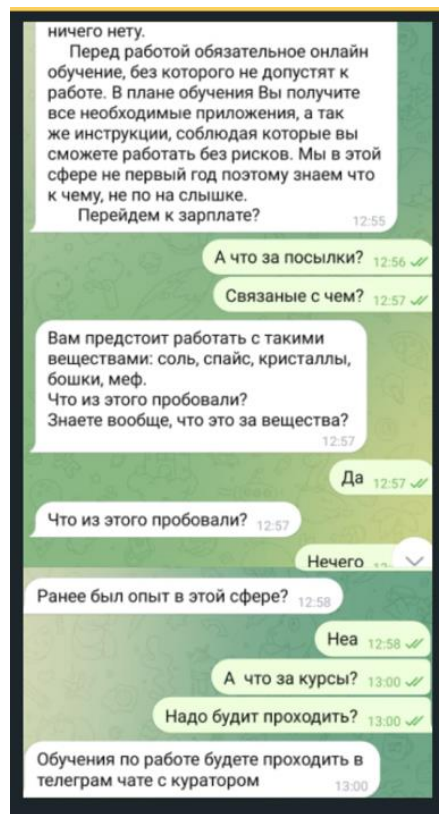 ничего нету.
Перед работой обязательное онлайн
обучение, без которого не допустят к
работе. В плане обучения Вы получите
все необходимые приложения, а так
же инструкции, соблюдая которые вы
сможете работать без рисков. Мы в этой
сфере не первый год поэтому знаем что
к чему, не по на слышке.
Перейдем к зарплате?
12:55
А что за посылки? 12:56
Связаные с чем? 12:57
Вам предстоит работать с такими
веществами: соль, спайс, кристаллы,
бошки, меф.
Что из этого пробовали?
Знаете вообще, что это за вещества?
12:57
Да 12:57
Что из этого пробовали? 12:57
Нечего
Ранее был опыт в этой сфере? 12:58
Неа 12:58
А что за курсы? 13:00
Надо будит проходить? 13:00
Обучения по работе будете проходить в
телеграм чате с куратором 13:00